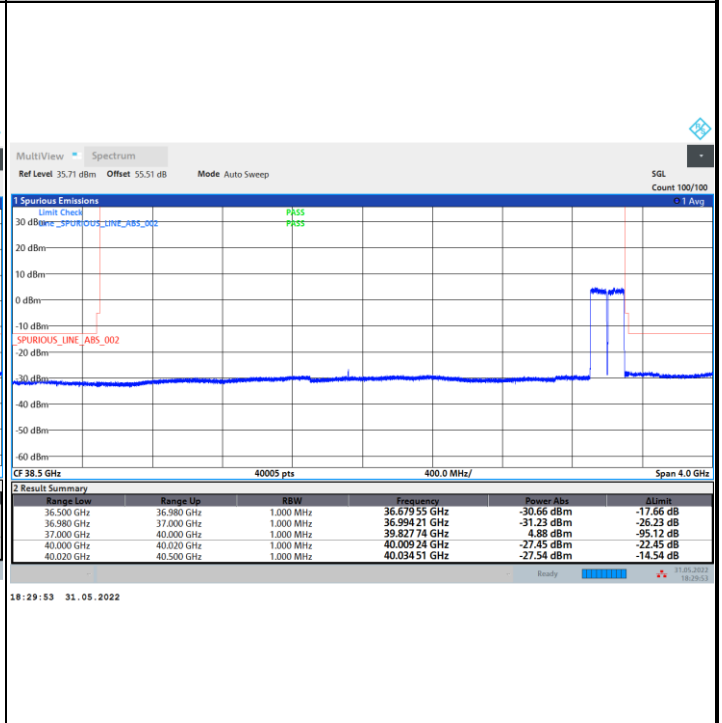 MultiView Spectrum
Ref Level 35.71 dBm Offset 55.51 dB Mode Auto Sweep SGL
Count 100/100
1 Spurious Emissions 1 Avg
Limit Check PASS
30 dBm Line _SPURIOUS_LINE_ABS_002 PASS
20 dBm
10 dBm
0 dBm
-10 dBm
_SPURIOUS_LINE_ABS_002
-20 dBm
-30 dBm
-40 dBm
-50 dBm
-60 dBm
CF 38.5 GHz 40005 pts 400.0 MHz/ Span 4.0 GHz
2 Result Summary
Range Low Range Up RBW Frequency Power Abs ΔLimit
36.500 GHz 36.980 GHz 1.000 MHz 36.679 55 GHz -30.66 dBm -17.66 dB
36.980 GHz 37.000 GHz 1.000 MHz 36.994 21 GHz -31.23 dBm -26.23 dB
37.000 GHz 40.000 GHz 1.000 MHz 39.827 74 GHz 4.88 dBm -95.12 dB
40.000 GHz 40.020 GHz 1.000 MHz 40.009 24 GHz -27.45 dBm -22.45 dB
40.020 GHz 40.500 GHz 1.000 MHz 40.034 51 GHz -27.54 dBm -14.54 dB
Ready 31.05.2022
18:29:53
18:29:53 31.05.2022